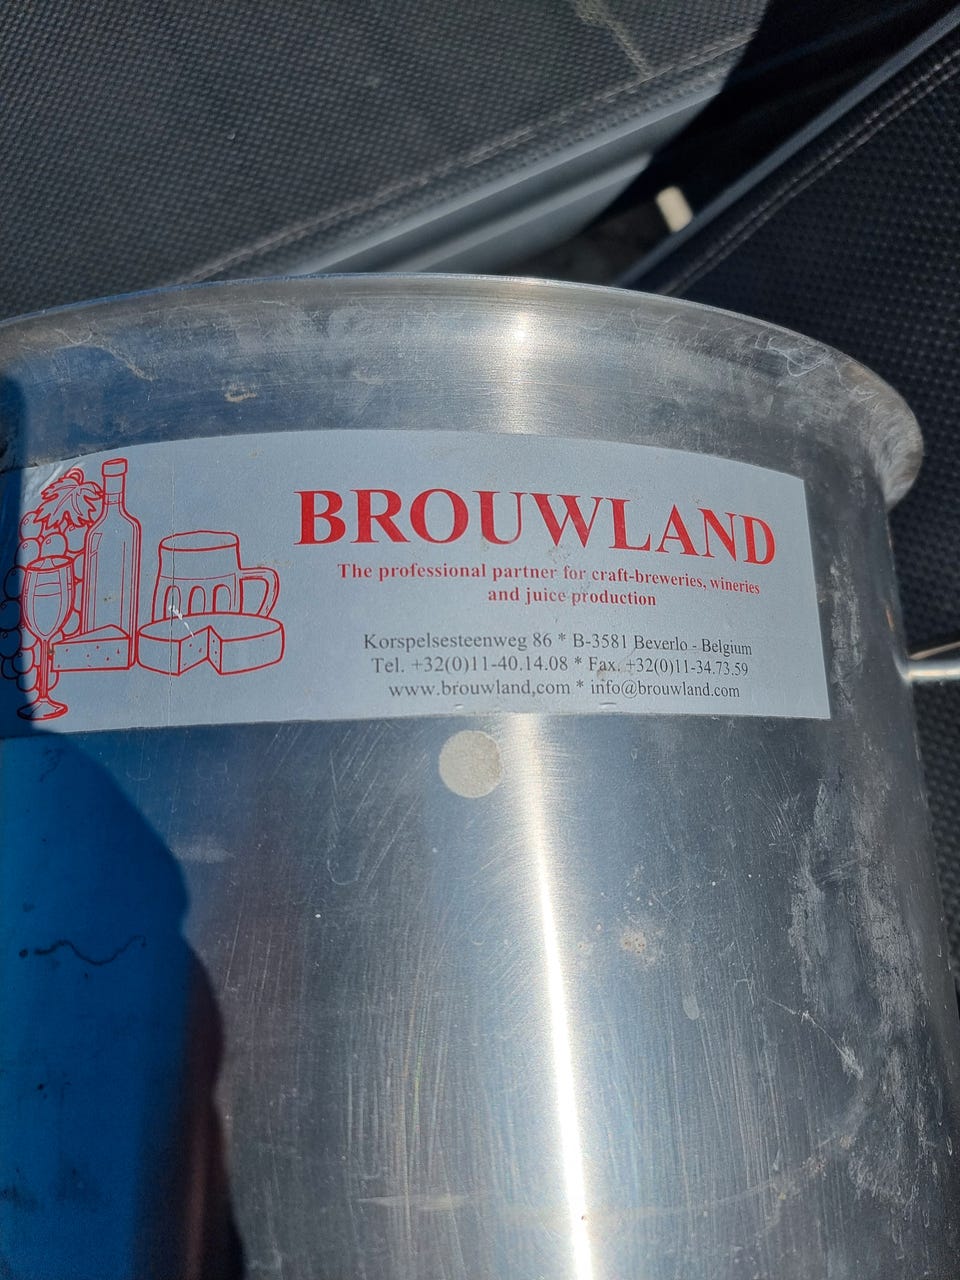 BROUWLAND
The professional partner for craft-breweries, wineries
and juice production
Korspelsesteenweg 86 * B-3581 Beverlo - Belgium
Tel. +32(0)11-40.14.08 * Fax. +32(0)11-34.73.59
www.brouwland.com * info@brouwland.com